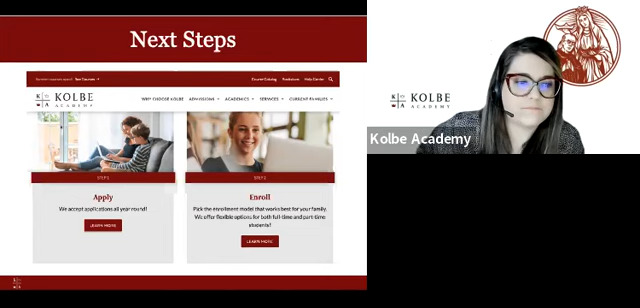 Next Steps
Tour Courses
Course Catalog
Bookstore
Help Center
KOLBE
ACADEMY
WHY CHOOSE KOLBE
ADMISSIONS
ACADEMICS
SERVICES
CURRENT FAMILIES
Apply
We accept applications all year round!
LEARN MORE
Enroll
Pick the enrollment model that works best for your family.
We offer flexible options for both full-time and part-time
students!
LEARN MORE
KOLBE
ACADEMY
Kolbe Academy